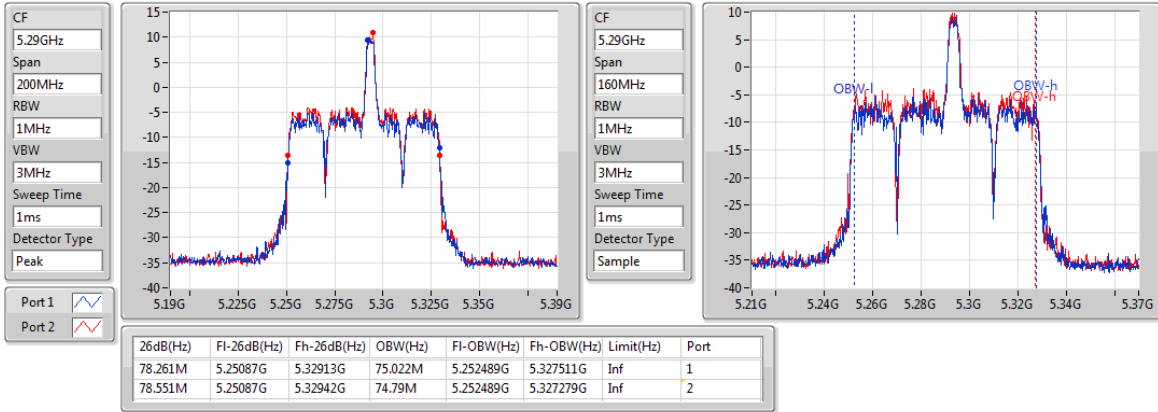 CF
5.29GHz
Span
200MHz
RBW
1MHz
VBW
3MHz
Sweep Time
1ms
Detector Type
Peak
Port 1
Port 2
15
10
5
0
-5
-10
-15
-20
-25
-30
-35
-40
5.19G 5.225G 5.25G 5.275G 5.3G 5.325G 5.35G 5.39G
CF
5.29GHz
Span
160MHz
RBW
1MHz
VBW
3MHz
Sweep Time
1ms
Detector Type
Sample
10
5
0
-5
-10
-15
-20
-25
-30
-35
-40
OBW-l
OBW-h
OBW-h
5.21G 5.24G 5.26G 5.28G 5.3G 5.32G 5.34G 5.37G
26dB(Hz) Fl-26dB(Hz) Fh-26dB(Hz) OBW(Hz) Fl-OBW(Hz) Fh-OBW(Hz) Limit(Hz) Port
78.261M 5.25087G 5.32913G 75.022M 5.252489G 5.327511G Inf 1
78.551M 5.25087G 5.32942G 74.79M 5.252489G 5.327279G Inf 2